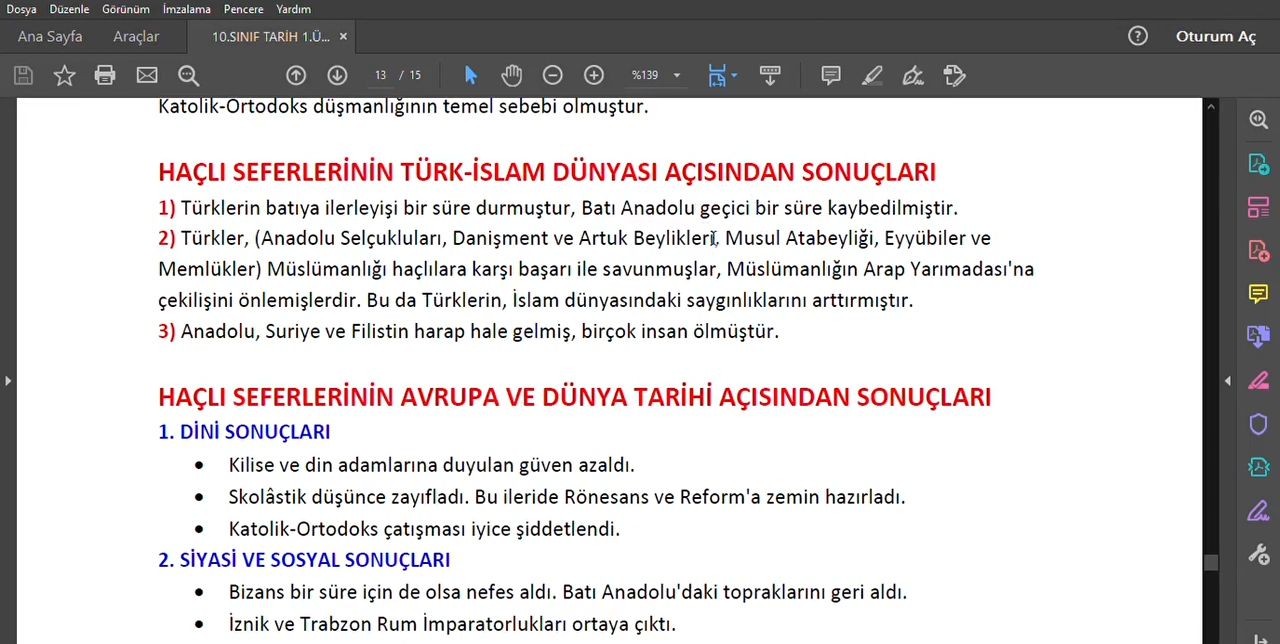 Dosya Düzenle Görünüm İmzalama Pencere Yardım
Ana Sayfa Araçlar 10.SINIF TARİH 1.Ü... × ? Oturum Aç
13 / 15 %139
Katolik-Ortodoks düşmanlığının temel sebebi olmuştur.
HAÇLI SEFERLERİNİN TÜRK-İSLAM DÜNYASI AÇISINDAN SONUÇLARI
1) Türklerin batıya ilerleyişi bir süre durmuştur, Batı Anadolu geçici bir süre kaybedilmiştir.
2) Türkler, (Anadolu Selçukluları, Danişment ve Artuk Beylikleri, Musul Atabeyliği, Eyyübiler ve
Memlükler) Müslümanlığı haçlılara karşı başarı ile savunmuşlar, Müslümanlığın Arap Yarımadası'na
çekilişini önlemişlerdir. Bu da Türklerin, İslam dünyasındaki saygınlıklarını arttırmıştır.
3) Anadolu, Suriye ve Filistin harap hale gelmiş, birçok insan ölmüştür.
HAÇLI SEFERLERİNİN AVRUPA VE DÜNYA TARİHİ AÇISINDAN SONUÇLARI
1. DİNİ SONUÇLARI
• Kilise ve din adamlarına duyulan güven azaldı.
• Skolâstik düşünce zayıfladı. Bu ileride Rönesans ve Reform'a zemin hazırladı.
• Katolik-Ortodoks çatışması iyice şiddetlendi.
2. SİYASİ VE SOSYAL SONUÇLARI
• Bizans bir süre için de olsa nefes aldı. Batı Anadolu'daki topraklarını geri aldı.
• İznik ve Trabzon Rum İmparatorlukları ortaya çıktı.